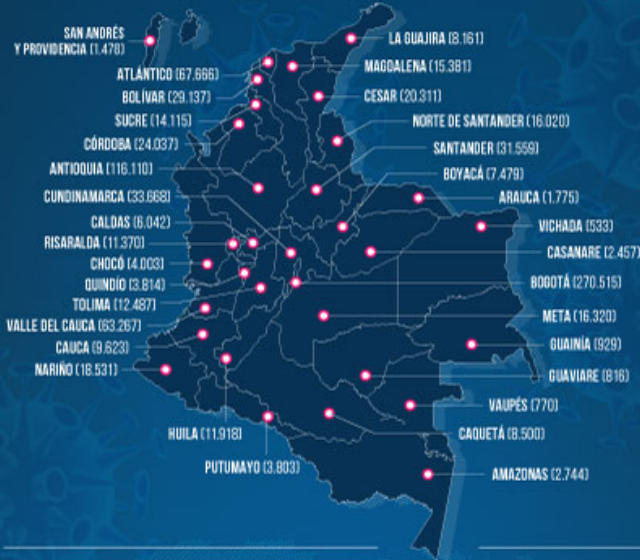 SAN ANDRÉS
Y PROVIDENCIA (1.478)
ATLÁNTICO (67.666)
BOLÍVAR (29.137)
SUCRE (14.115)
CÓRDOBA (24.037)
ANTIOQUIA (116.110)
CUNDINAMARCA (33.668)
CALDAS (6.042)
RISARALDA (11.370)
CHOCÓ (4.003)
QUINDÍO (3.814)
TOLIMA (12.487)
VALLE DEL CAUCA (63.267)
CAUCA (9.623)
NARIÑO (18.531)
HUILA (11.918)
PUTUMAYO (3.803)
LA GUAJIRA (8.161)
MAGDALENA (15.381)
CESAR (20.311)
NORTE DE SANTANDER (16.020)
SANTANDER (31.559)
BOYACÁ (7.479)
ARAUCA (1.775)
VICHADA (533)
CASANARE (2.457)
BOGOTÁ (270.515)
META (16.320)
GUAINÍA (929)
GUAVIARE (816)
VAUPÉS (770)
CAQUETÁ (8.500)
AMAZONAS (2.744)